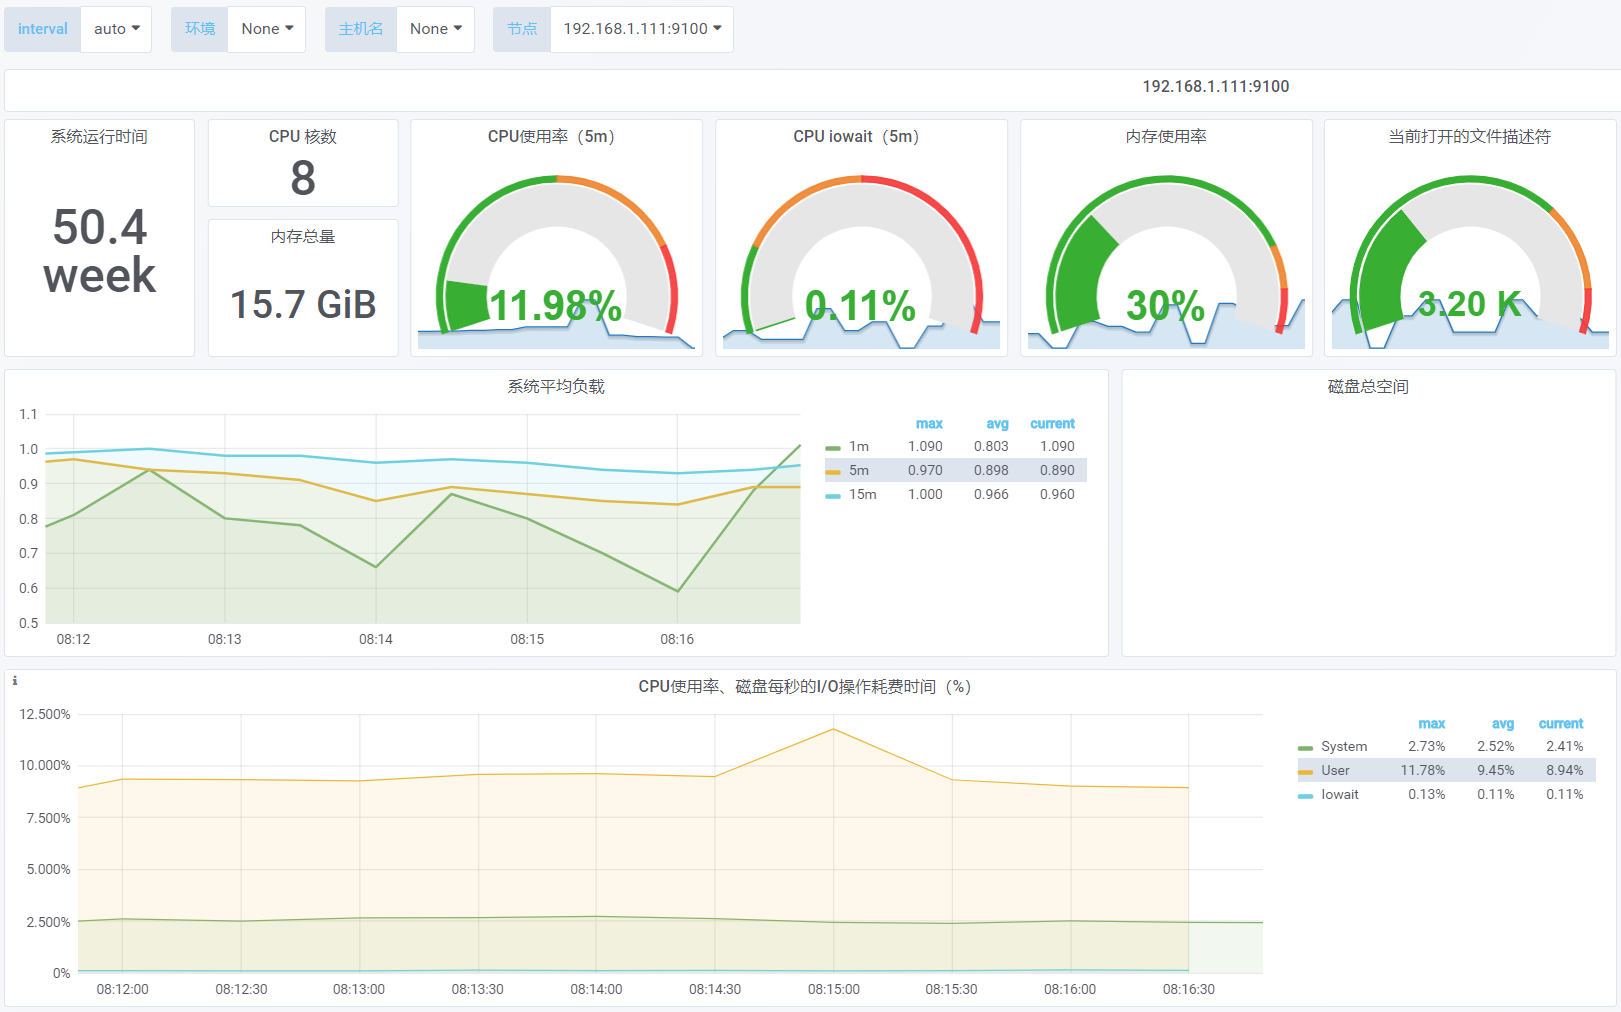 interval auto 环境 None 主机名 None 节点 192.168.1.111:9100
192.168.1.111:9100
系统运行时间
50.4
week
CPU 核数
8
内存总量
15.7 GiB
CPU使用率（5m）
11.98%
CPU iowait（5m）
0.11%
内存使用率
30%
当前打开的文件描述符
3.20 K
系统平均负载
1.1
1.0
0.9
0.8
0.7
0.6
0.5
08:12 08:13 08:14 08:15 08:16
max avg current
1m 1.090 0.803 1.090
5m 0.970 0.898 0.890
15m 1.000 0.966 0.960
磁盘总空间
i
CPU使用率、磁盘每秒的I/O操作耗费时间（%）
12.500%
10.000%
7.500%
5.000%
2.500%
0%
08:12:00 08:12:30 08:13:00 08:13:30 08:14:00 08:14:30 08:15:00 08:15:30 08:16:00 08:16:30
max avg current
System 2.73% 2.52% 2.41%
User 11.78% 9.45% 8.94%
Iowait 0.13% 0.11% 0.11%